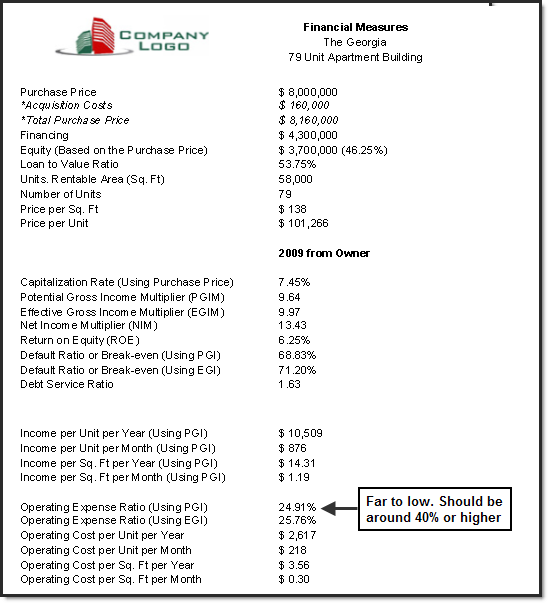 COMPANY
LOGO
Financial Measures
The Georgia
79 Unit Apartment Building
Purchase Price $ 8,000,000
*Acquisition Costs $ 160,000
*Total Purchase Price $ 8,160,000
Financing $ 4,300,000
Equity (Based on the Purchase Price) $ 3,700,000 (46.25%)
Loan to Value Ratio 53.75%
Units. Rentable Area (Sq. Ft) 58,000
Number of Units 79
Price per Sq. Ft $ 138
Price per Unit $ 101,266
2009 from Owner
Capitalization Rate (Using Purchase Price) 7.45%
Potential Gross Income Multiplier (PGIM) 9.64
Effective Gross Income Multiplier (EGIM) 9.97
Net Income Multiplier (NIM) 13.43
Return on Equity (ROE) 6.25%
Default Ratio or Break-even (Using PGI) 68.83%
Default Ratio or Break-even (Using EGI) 71.20%
Debt Service Ratio 1.63
Income per Unit per Year (Using PGI) $ 10,509
Income per Unit per Month (Using PGI) $ 876
Income per Sq. Ft per Year (Using PGI) $ 14.31
Income per Sq. Ft per Month (Using PGI) $ 1.19
Operating Expense Ratio (Using PGI) 24.91%
Far to low. Should be
around 40% or higher
Operating Expense Ratio (Using EGI) 25.76%
Operating Cost per Unit per Year $ 2,617
Operating Cost per Unit per Month $ 218
Operating Cost per Sq. Ft per Year $ 3.56
Operating Cost per Sq. Ft per Month $ 0.30